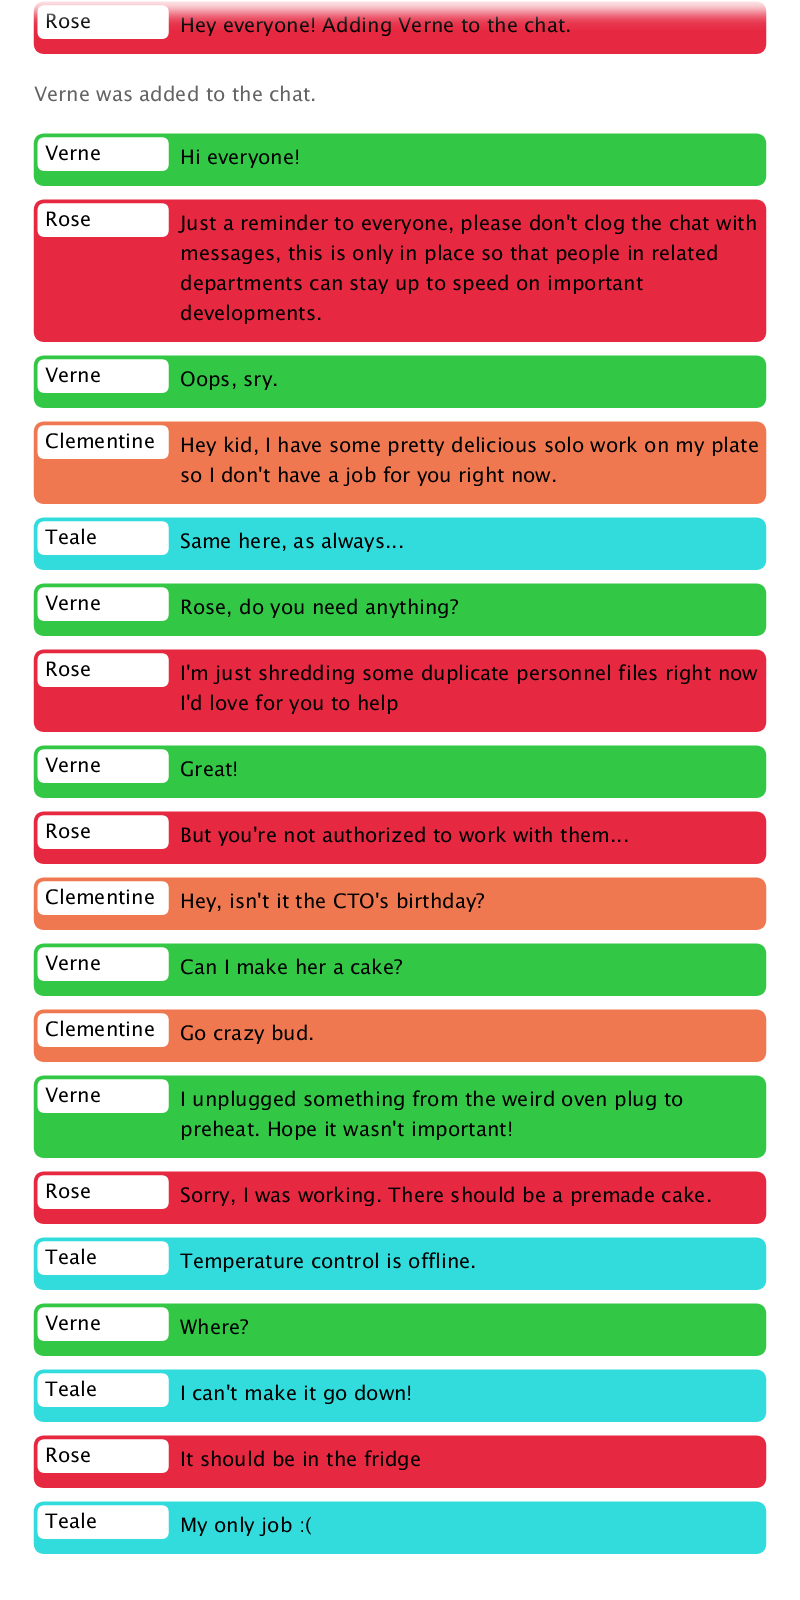 Rose
Hey everyone! Adding Verne to the chat.
Verne was added to the chat.
Verne
Hi everyone!
Rose
Just a reminder to everyone, please don't clog the chat with
messages, this is only in place so that people in related
departments can stay up to speed on important
developments.
Verne
Oops, sry.
Clementine
Hey kid, I have some pretty delicious solo work on my plate
so I don't have a job for you right now.
Teale
Same here, as always...
Verne
Rose, do you need anything?
Rose
I'm just shredding some duplicate personnel files right now
I'd love for you to help
Verne
Great!
Rose
But you're not authorized to work with them...
Clementine
Hey, isn't it the CTO's birthday?
Verne
Can I make her a cake?
Clementine
Go crazy bud.
Verne
I unplugged something from the weird oven plug to
preheat. Hope it wasn't important!
Rose
Sorry, I was working. There should be a premade cake.
Teale
Temperature control is offline.
Verne
Where?
Teale
I can't make it go down!
Rose
It should be in the fridge
Teale
My only job :(